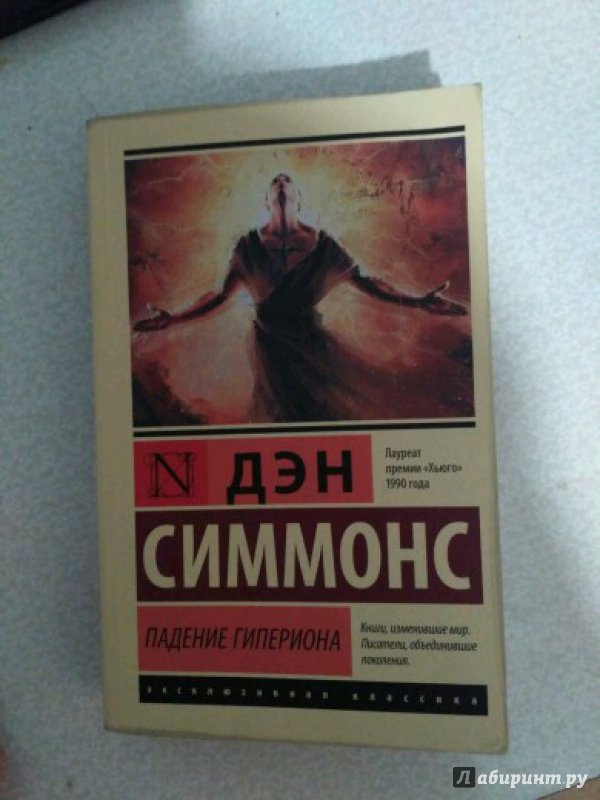 N ДЭН
Лауреат
премии «Хьюго»
1990 года
СИММОНС
ПАДЕНИЕ ГИПЕРИОНА
Книги, изменившие мир.
Писатели, объединившие
поколения.
эксклюзивная классика
Лабиринт.ру